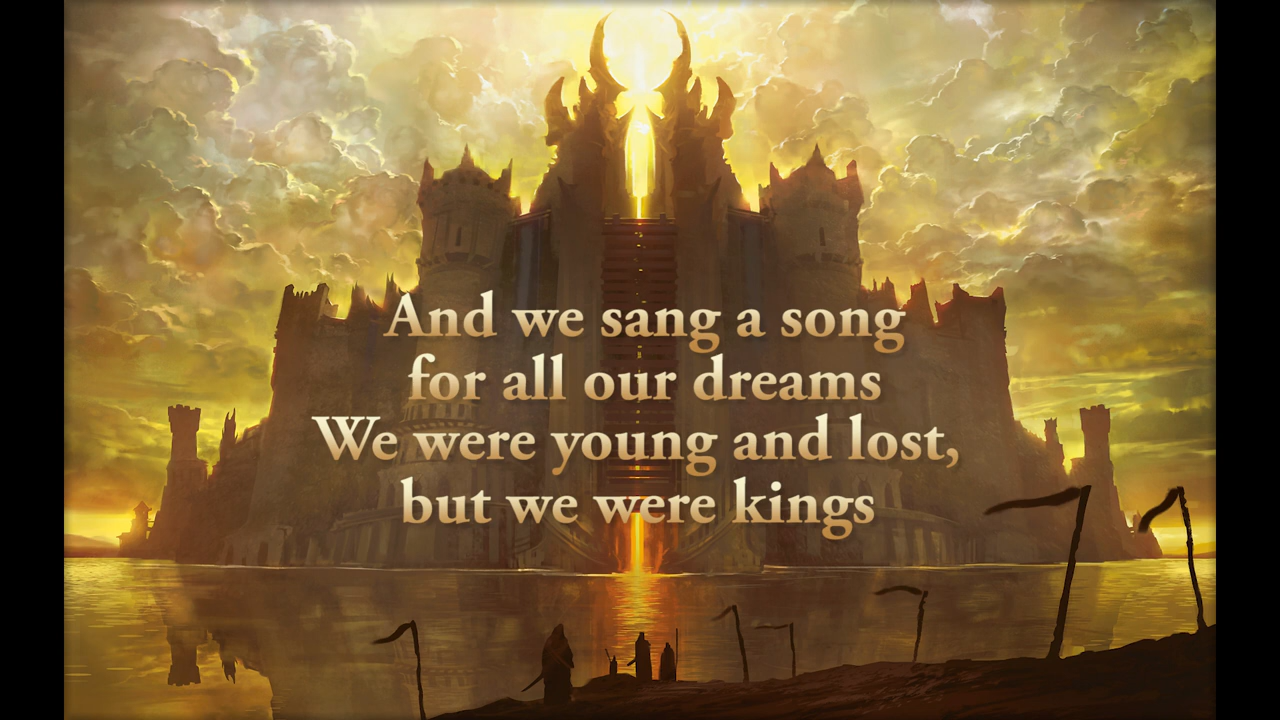 And we sang a song
for all our dreams
We were young and lost,
but we were kings